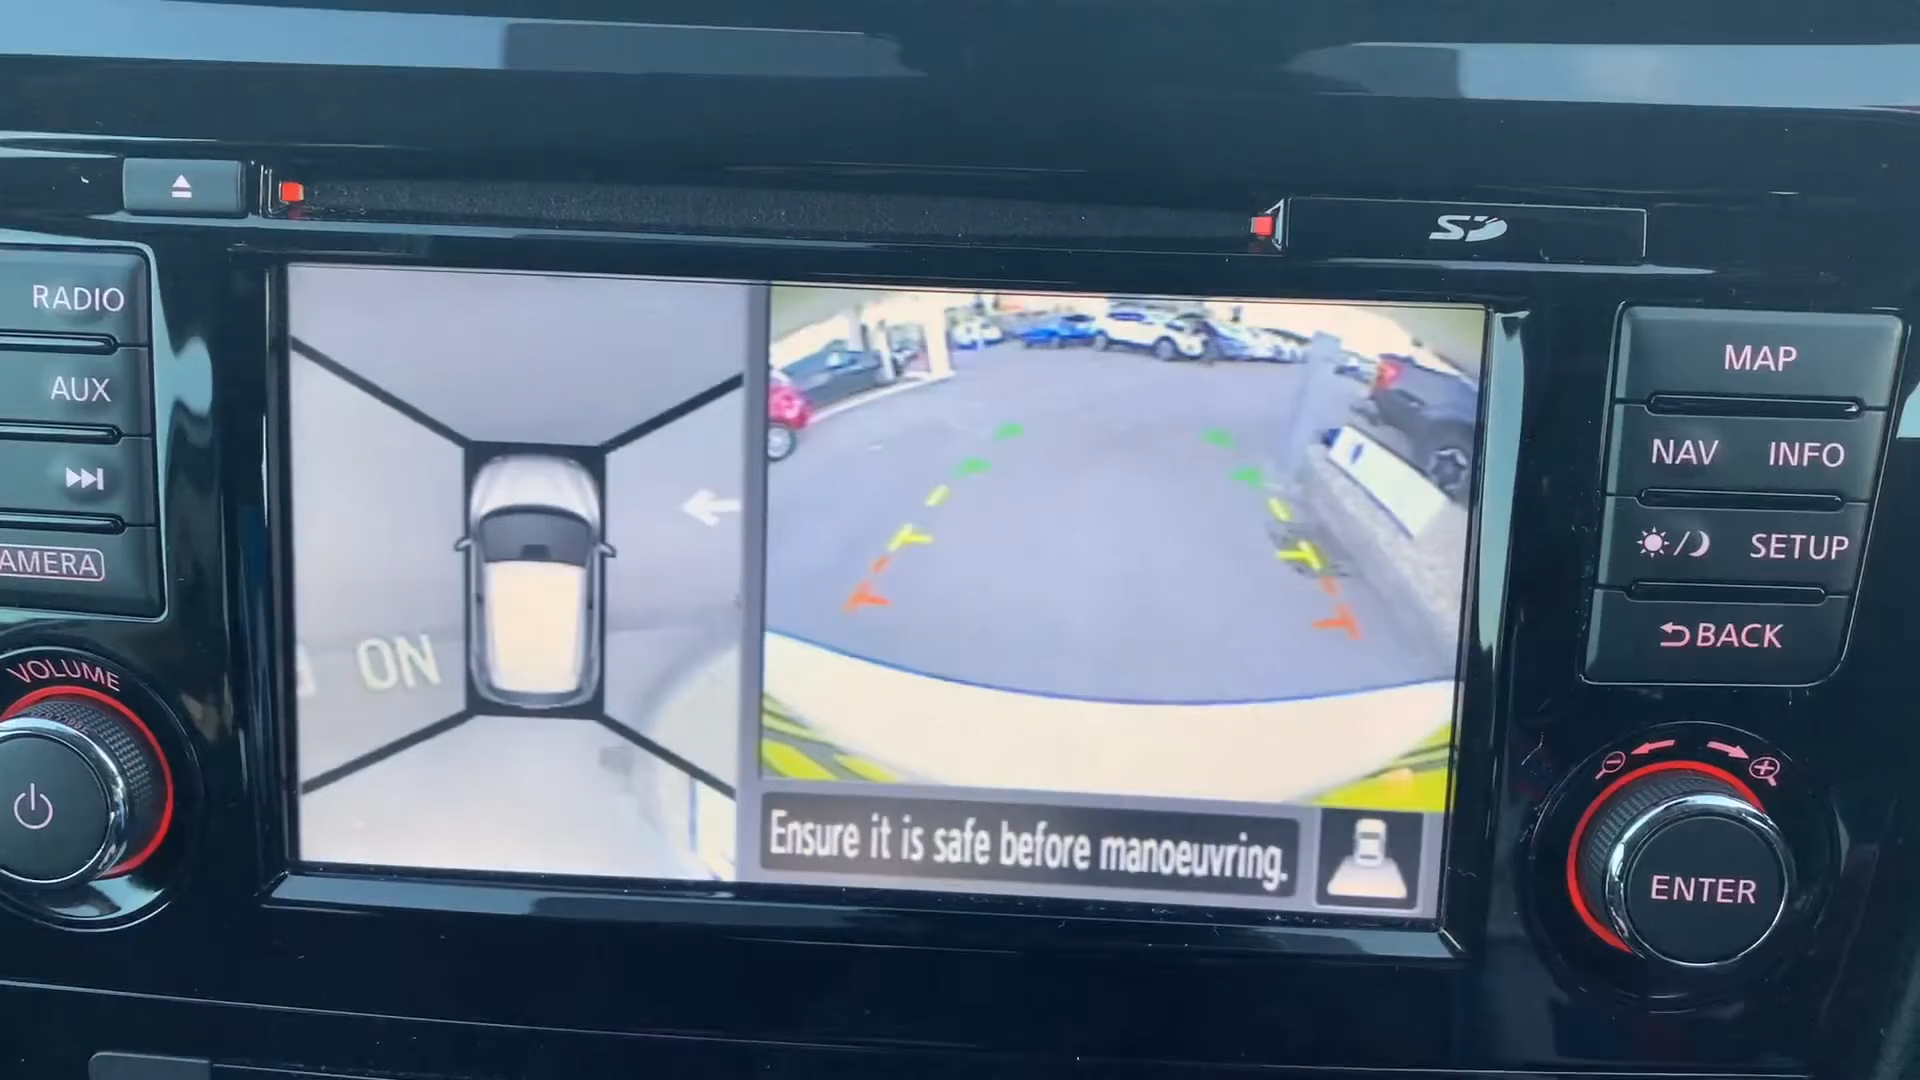 SD
RADIO
AUX
AMERA
VOLUME
ON
Ensure it is safe before manoeuvring.
MAP
NAV INFO
SETUP
BACK
ENTER